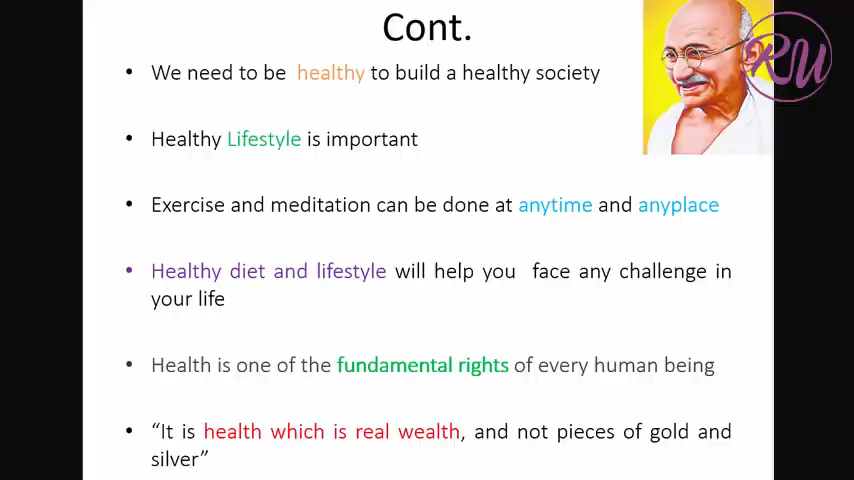 Cont.
RU
• We need to be healthy to build a healthy society
• Healthy Lifestyle is important
• Exercise and meditation can be done at anytime and anyplace
• Healthy diet and lifestyle will help you face any challenge in
your life
• Health is one of the fundamental rights of every human being
• “It is health which is real wealth, and not pieces of gold and
silver”